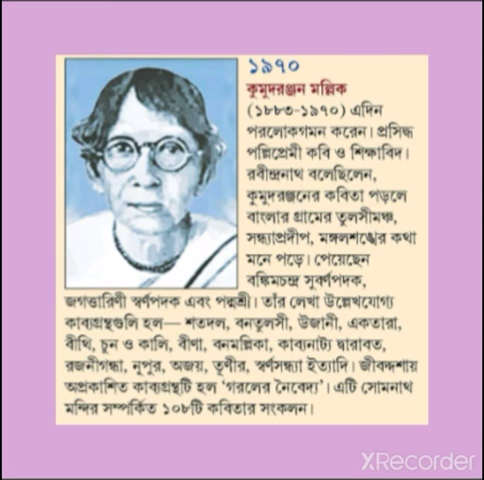 ১৯৭০
কুমুদরঞ্জন মল্লিক
(১৮৮৩-১৯৭০) এদিন
পরলোকগমন করেন। প্রসিদ্ধ
পল্লিপ্রেমী কবি ও শিক্ষাবিদ।
রবীন্দ্রনাথ বলেছিলেন,
কুমুদরঞ্জনের কবিতা পড়লে
বাংলার গ্রামের তুলসীমঞ্চ,
সন্ধ্যাপ্রদীপ, মঙ্গলশঙ্খের কথা
মনে পড়ে। পেয়েছেন
বঙ্কিমচন্দ্র সুবর্ণপদক,
জগত্তারিণী স্বর্ণপদক এবং পদ্মশ্রী। তাঁর লেখা উল্লেখযোগ্য
কাব্যগ্রন্থগুলি হল— শতদল, বনতুলসী, উজানী, একতারা,
বীথি, চুন ও কালি, বীণা, বনমল্লিকা, কাব্যনাট্য দ্বারাবত,
রজনীগন্ধা, নূপুর, অজয়, তূণীর, স্বর্ণসন্ধ্যা ইত্যাদি। জীবদ্দশায়
অপ্রকাশিত কাব্যগ্রন্থটি হল ‘গরলের নৈবেদ্য’। এটি সোমনাথ
মন্দির সম্পর্কিত ১০৮টি কবিতার সংকলন।
XRecorder